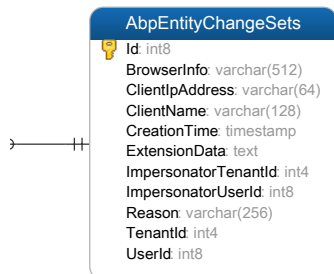 AbpEntityChangeSets
Id: int8
BrowserInfo: varchar(512)
ClientIpAddress: varchar(64)
ClientName: varchar(128)
CreationTime: timestamp
ExtensionData: text
ImpersonatorTenantId: int4
ImpersonatorUserId: int8
Reason: varchar(256)
TenantId: int4
UserId: int8